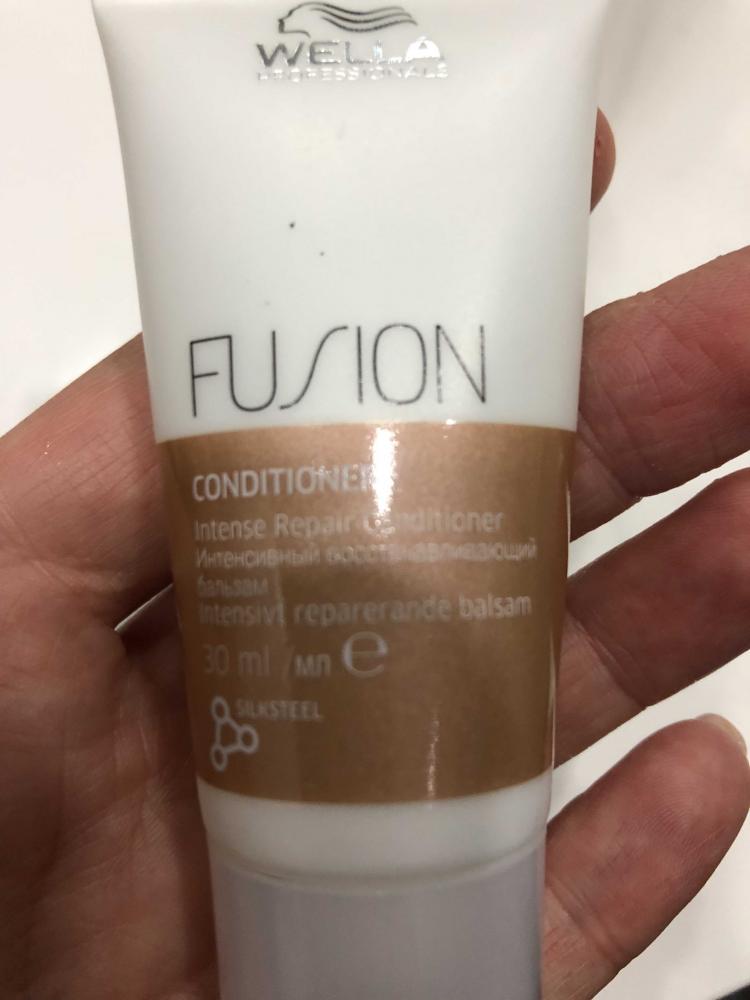 WELLA
PROFESSIONALS
FUSION
CONDITIONER
Intense Repair Conditioner
Интенсивный восстанавливающий
бальзам
Intensivt reparerande balsam
30 ml /мл e
SILKSTEEL